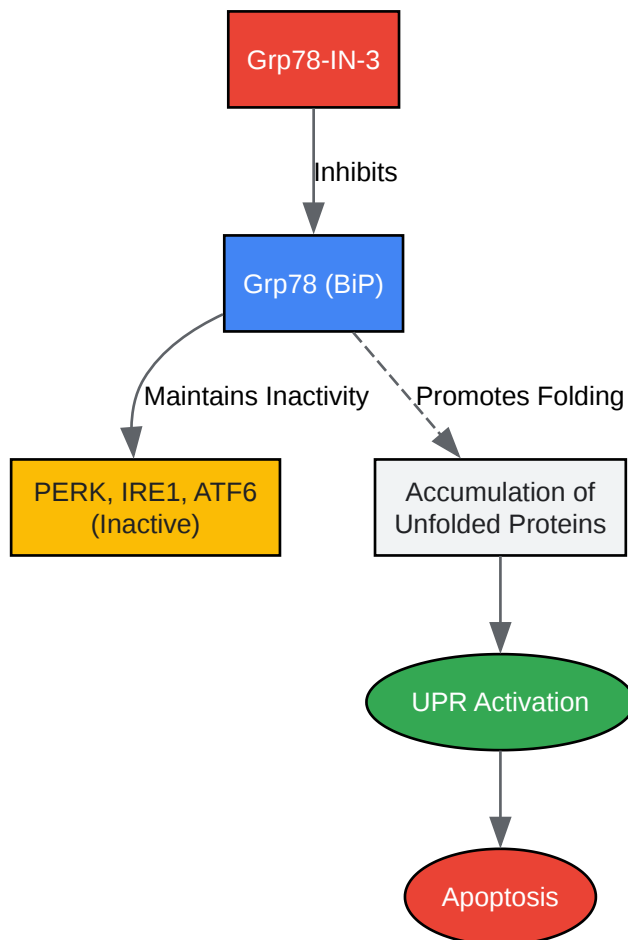 Grp78-IN-3
Inhibits
Grp78 (BiP)
Maintains Inactivity
Promotes Folding
PERK, IRE1, ATF6
(Inactive)
Accumulation of
Unfolded Proteins
UPR Activation
Apoptosis